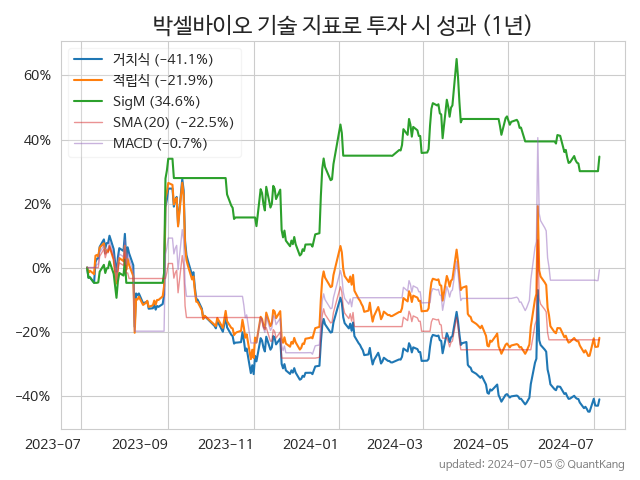 박셀바이오 기술 지표로 투자 시 성과 (1년)
거치식 (−41.1%)
적립식 (−21.9%)
SigM (34.6%)
SMA(20) (−22.5%)
MACD (−0.7%)
60%
40%
20%
0%
−20%
−40%
2023-07 2023-09 2023-11 2024-01 2024-03 2024-05 2024-07
updated: 2024-07-05 © QuantKang